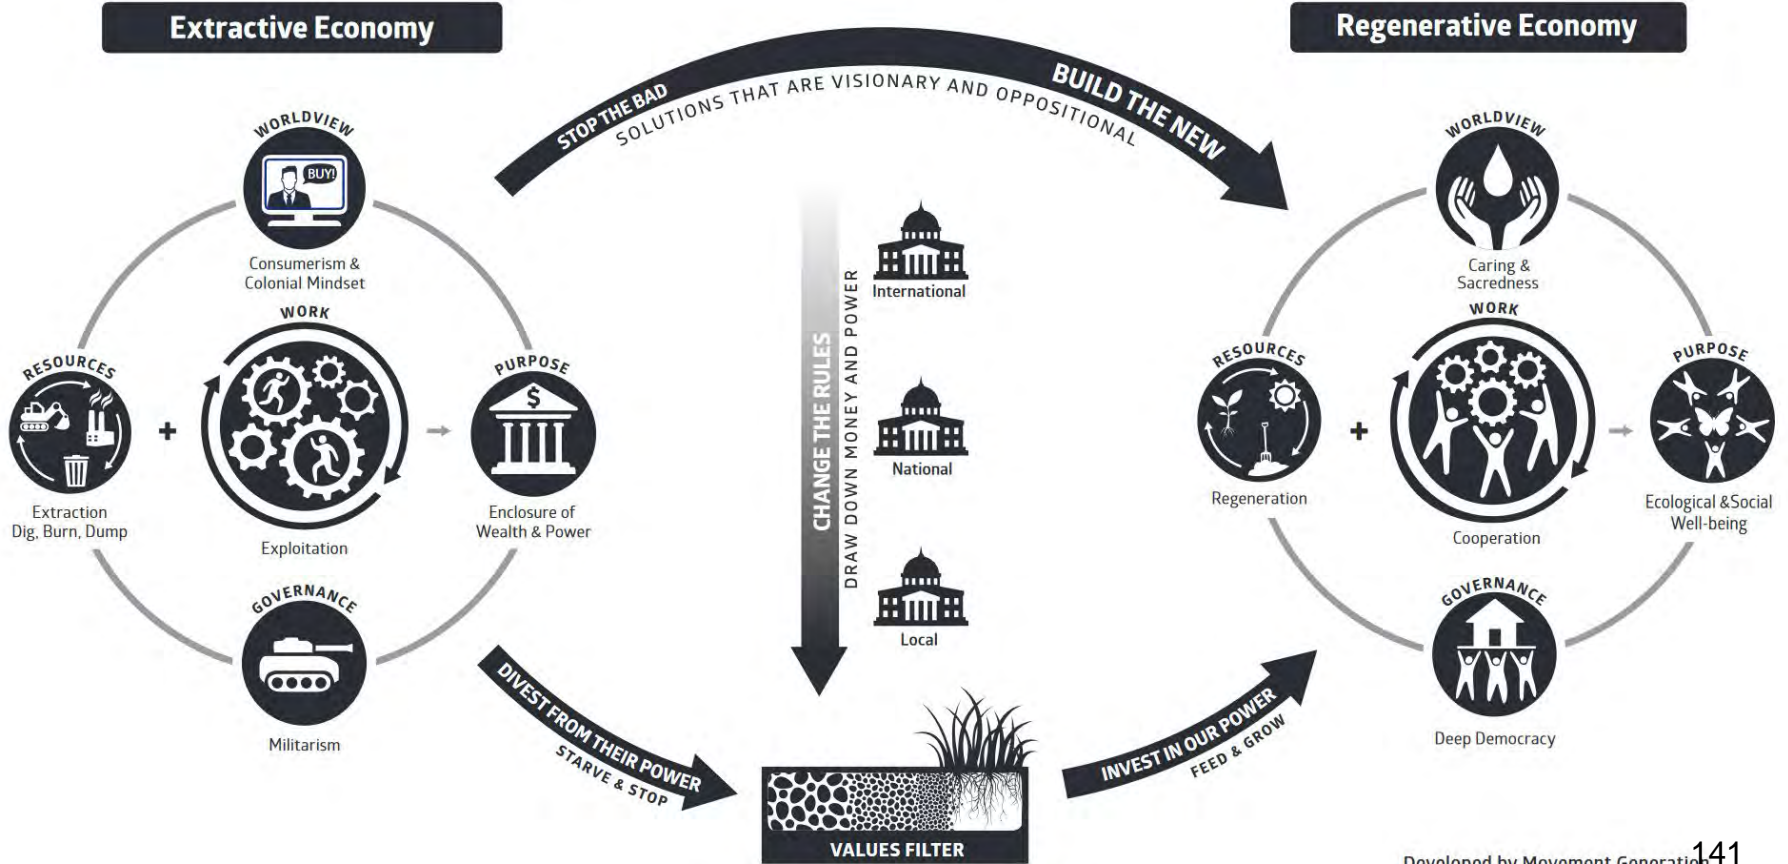 Extractive Economy
Regenerative Economy
STOP THE BAD
BUILD THE NEW
SOLUTIONS THAT ARE VISIONARY AND OPPOSITIONAL
WORLDVIEW
BUY!
Consumerism &
Colonial Mindset
WORK
RESOURCES
PURPOSE
$
+
Extraction
Dig, Burn, Dump
Exploitation
Enclosure of
Wealth & Power
GOVERNANCE
Militarism
CHANGE THE RULES
DRAW DOWN MONEY AND POWER
International
National
Local
DIVEST FROM THEIR POWER
STARVE & STOP
VALUES FILTER
INVEST IN OUR POWER
FEED & GROW
WORLDVIEW
Caring &
Sacredness
WORK
RESOURCES
PURPOSE
+
Regeneration
Cooperation
Ecological &Social
Well-being
GOVERNANCE
Deep Democracy
Developed by Movement Generation
141